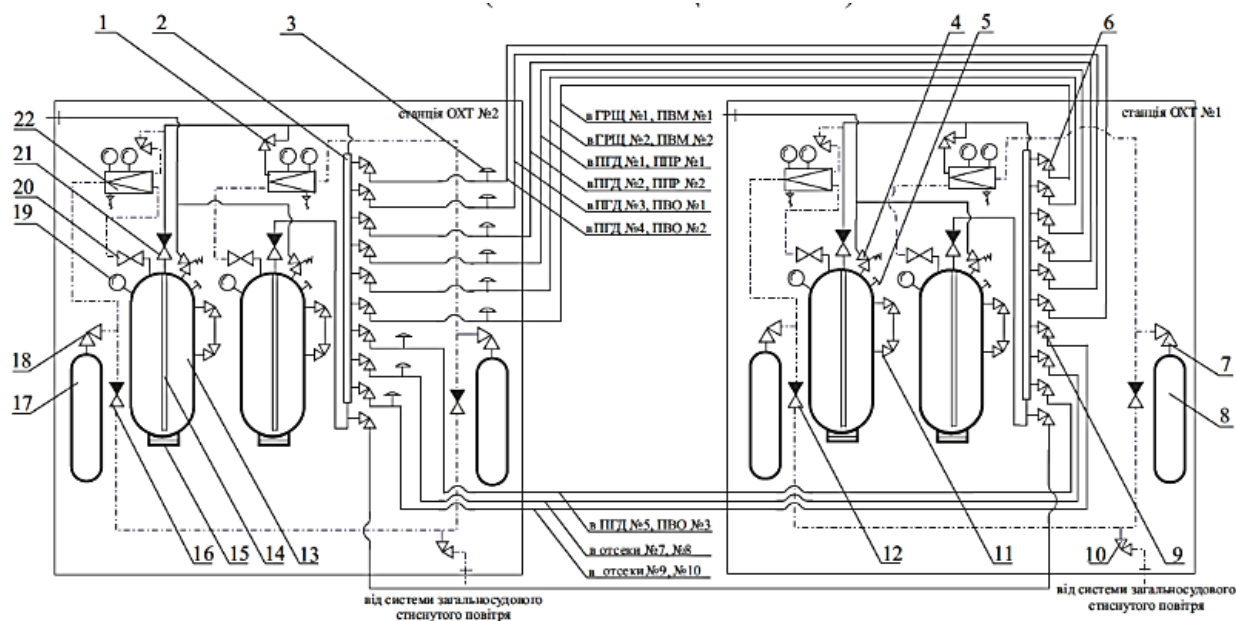 1 2 3 4 5 6
станція ОХТ №2
станція ОХТ №1
в ГРЩ №1, ПВМ №1
в ГРЩ №2, ПВМ №2
в ПГД №1, ППР №1
в ПГД №2, ППР №2
в ПГД №3, ПВО №1
в ПГД №4, ПВО №2
22
21
20
19
18
17
7
8
в ПГД №5, ПВО №3
в отсеки №7, №8
в отсеки №9, №10
16 15 14 13 12 11 10 9
від системи загальносудового
стиснутого повітря
від системи загальносудового
стиснутого повітря